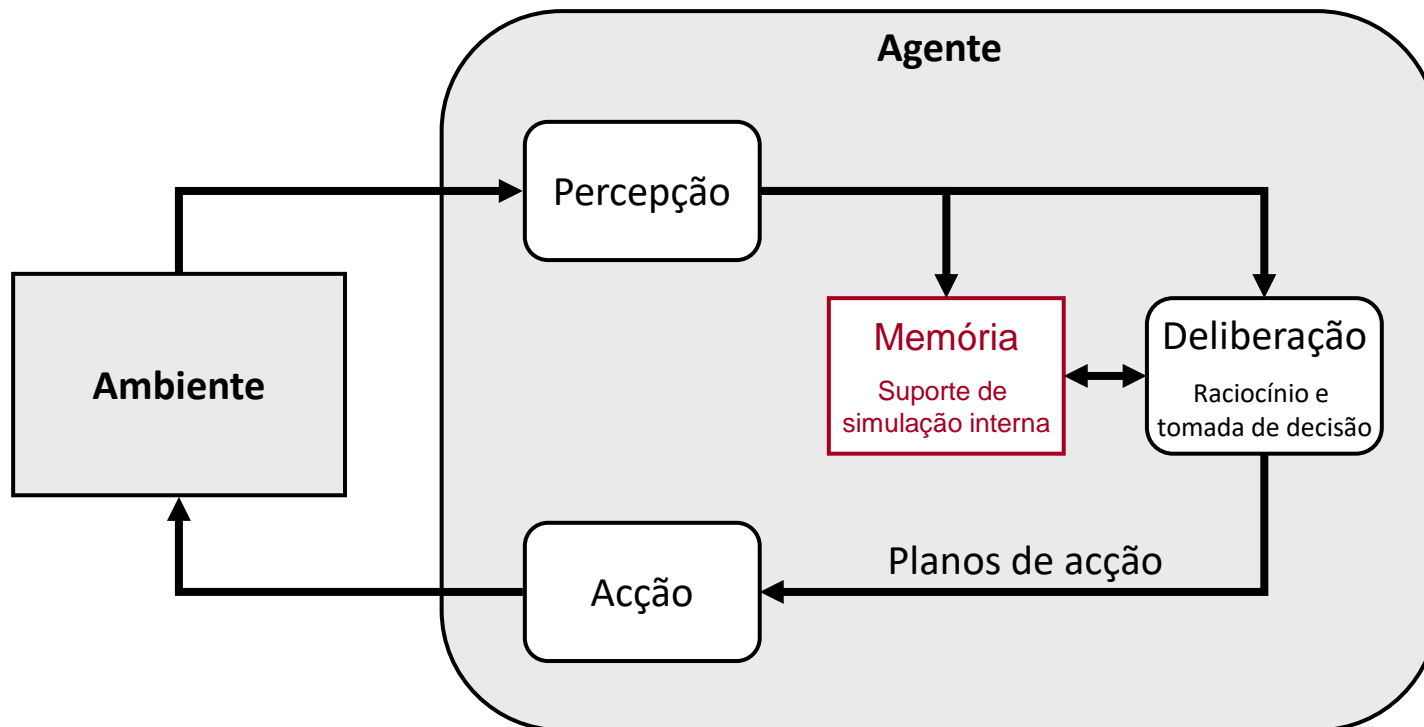 Agente
Percepção
Ambiente
Memória
Suporte de
simulação interna
Deliberação
Raciocínio e
tomada de decisão
Planos de acção
Acção